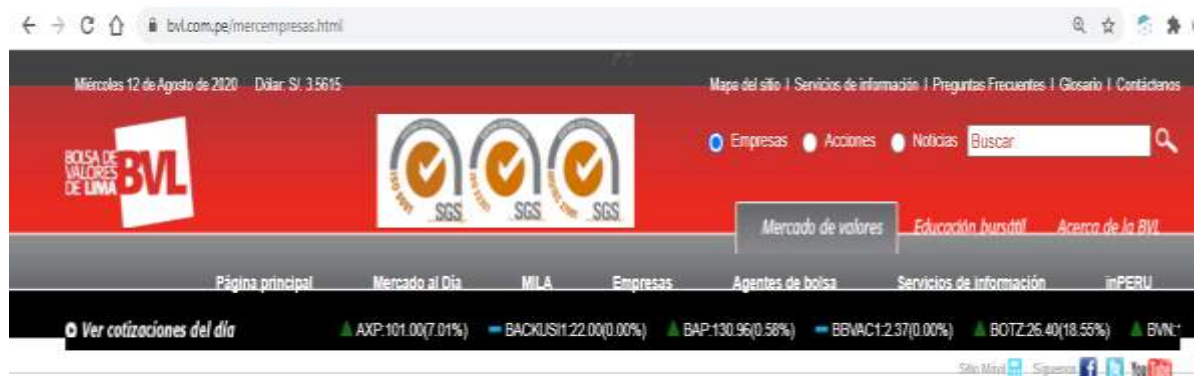 bvl.com.pe/mercempresas.html
Miércoles 12 de Agosto de 2020 Dólar: S/. 3.5615
Mapa del sitio | Servicios de información | Preguntas Frecuentes | Glosario | Contáctenos
BOLSA DE
VALORES
DE LIMA
BVL
SGS SGS SGS
Empresas Acciones Noticias Buscar
Mercado de valores Educación bursátil Acerca de la BVL
Página principal Mercado al Día MILA Empresas Agentes de bolsa Servicios de información inPERU
Ver cotizaciones del día AXP:101.00(7.01%) BACKUSI1:22.00(0.00%) BAP:130.96(0.58%) BBVAC1:2.37(0.00%) BOTZ:26.40(18.55%) BVN:
Sitio Móvil Síguenos You Tube